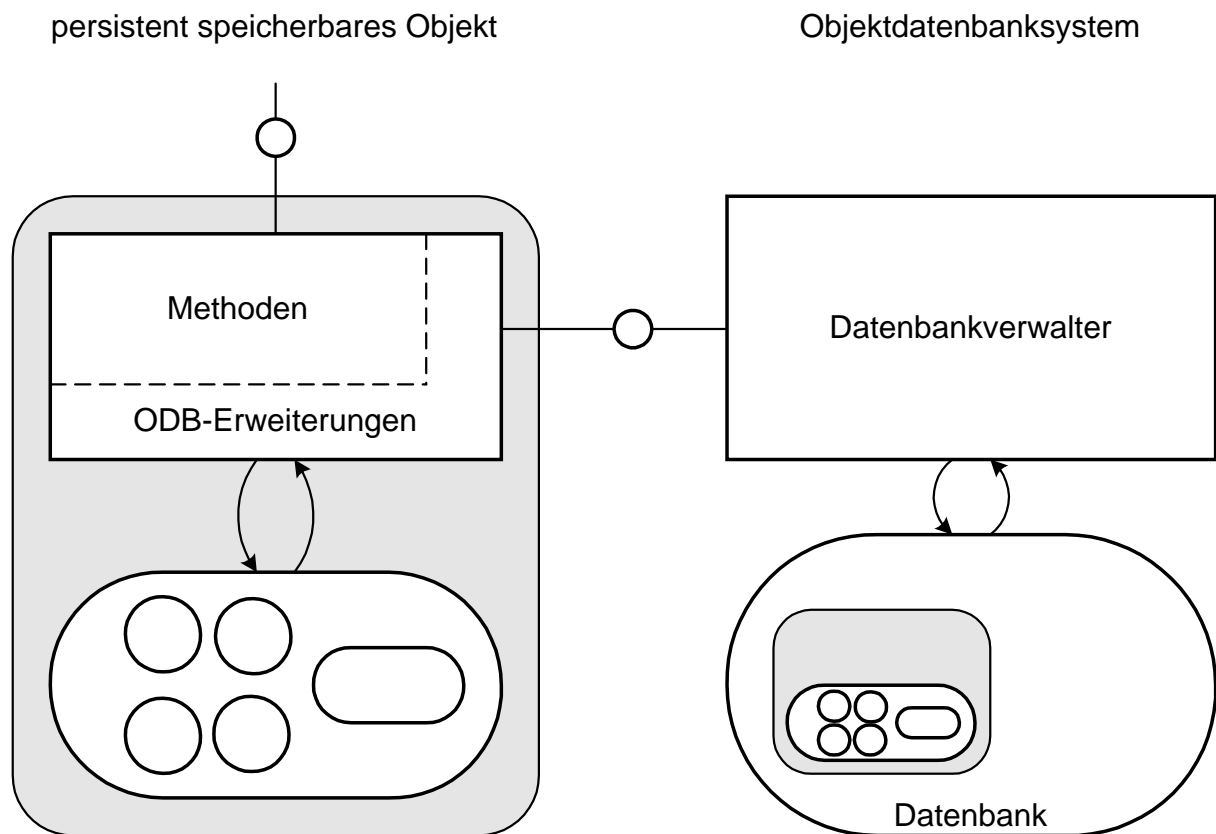 persistent speicherbares Objekt
Objektdatenbanksystem
Methoden
ODB-Erweiterungen
Datenbankverwalter
Datenbank